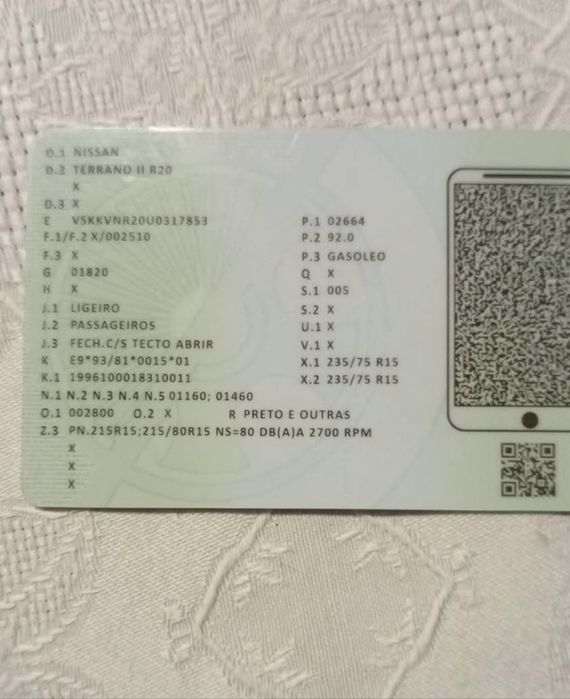 D.1 NISSAN
D.2 TERRANO II R20
X
D.3 X
E VSKKVNR20U0317853
F.1/F.2 X/002510
F.3 X
G 01820
H X
J.1 LIGEIRO
J.2 PASSAGEIROS
J.3 FECH.C/S TECTO ABRIR
K E9*93/81*0015*01
K.1 1996100018310011
P.1 02664
P.2 92.0
P.3 GASOLEO
Q X
S.1 005
S.2 X
U.1 X
V.1 X
X.1 235/75 R15
X.2 235/75 R15
N.1 N.2 N.3 N.4 N.5 01160; 01460
O.1 002800 O.2 X R PRETO E OUTRAS
Z.3 PN.215R15;215/80R15 NS=80 DB(A)A 2700 RPM
X
X
X